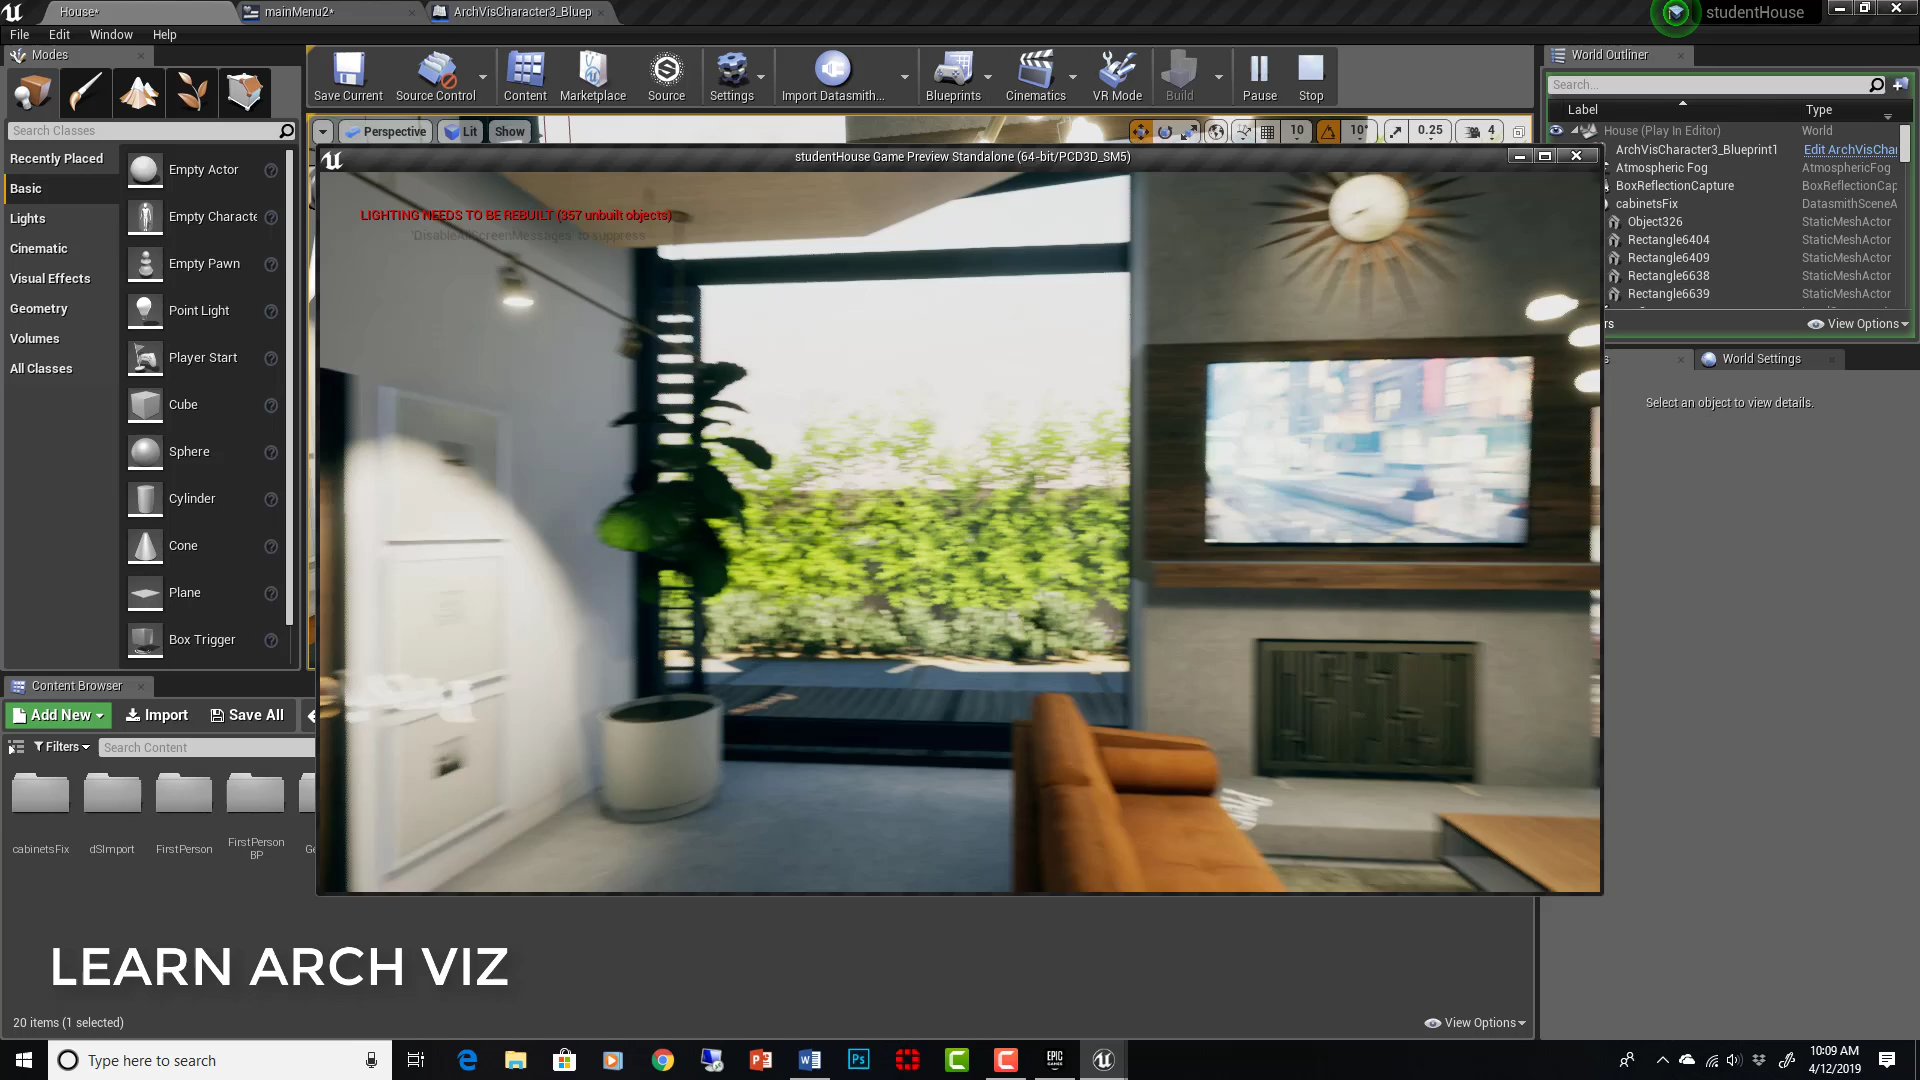 House*
mainMenu2*
ArchVisCharacter3_Bluep
studentHouse
File Edit Window Help
Modes
Save Current
Source Control
Content
Marketplace
Source
Settings
Import Datasmith...
Blueprints
Cinematics
VR Mode
Build
Pause
Stop
World Outliner
Search...
Label
Type
House (Play In Editor) World
ArchVisCharacter3_Blueprint1 Edit ArchVisChar
Atmospheric Fog AtmosphericFog
BoxReflectionCapture BoxReflectionCap
cabinetsFix DatasmithSceneA
Object326 StaticMeshActor
Rectangle6404 StaticMeshActor
Rectangle6409 StaticMeshActor
Rectangle6638 StaticMeshActor
Rectangle6639 StaticMeshActor
rs
View Options
s
World Settings
Select an object to view details.
Search Classes
Recently Placed
Basic
Lights
Cinematic
Visual Effects
Geometry
Volumes
All Classes
Empty Actor
Empty Characte
Empty Pawn
Point Light
Player Start
Cube
Sphere
Cylinder
Cone
Plane
Box Trigger
Perspective
Lit
Show
10
10°
0.25
4
studentHouse Game Preview Standalone (64-bit/PCD3D_SM5)
LIGHTING NEEDS TO BE REBUILT (357 unbuilt objects)
'DisableAllScreenMessages' to suppress
Content Browser
Add New
Import
Save All
Filters
Search Content
cabinetsFix
dSImport
FirstPerson
FirstPerson
BP
Ge
LEARN ARCH VIZ
20 items (1 selected)
View Options
Type here to search
EPIC
GAMES
10:09 AM
4/12/2019